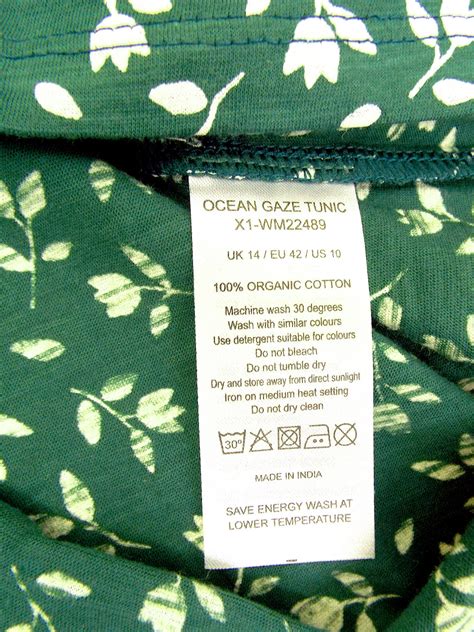 OCEAN GAZE TUNIC
X1-WM22489
UK 14 / EU 42 / US 10
100% ORGANIC COTTON
Machine wash 30 degrees
Wash with similar colours
Use detergent suitable for colours
Do not bleach
Do not tumble dry
Dry and store away from direct sunlight
Iron on medium heat setting
Do not dry clean
30°
MADE IN INDIA
SAVE ENERGY WASH AT
LOWER TEMPERATURE